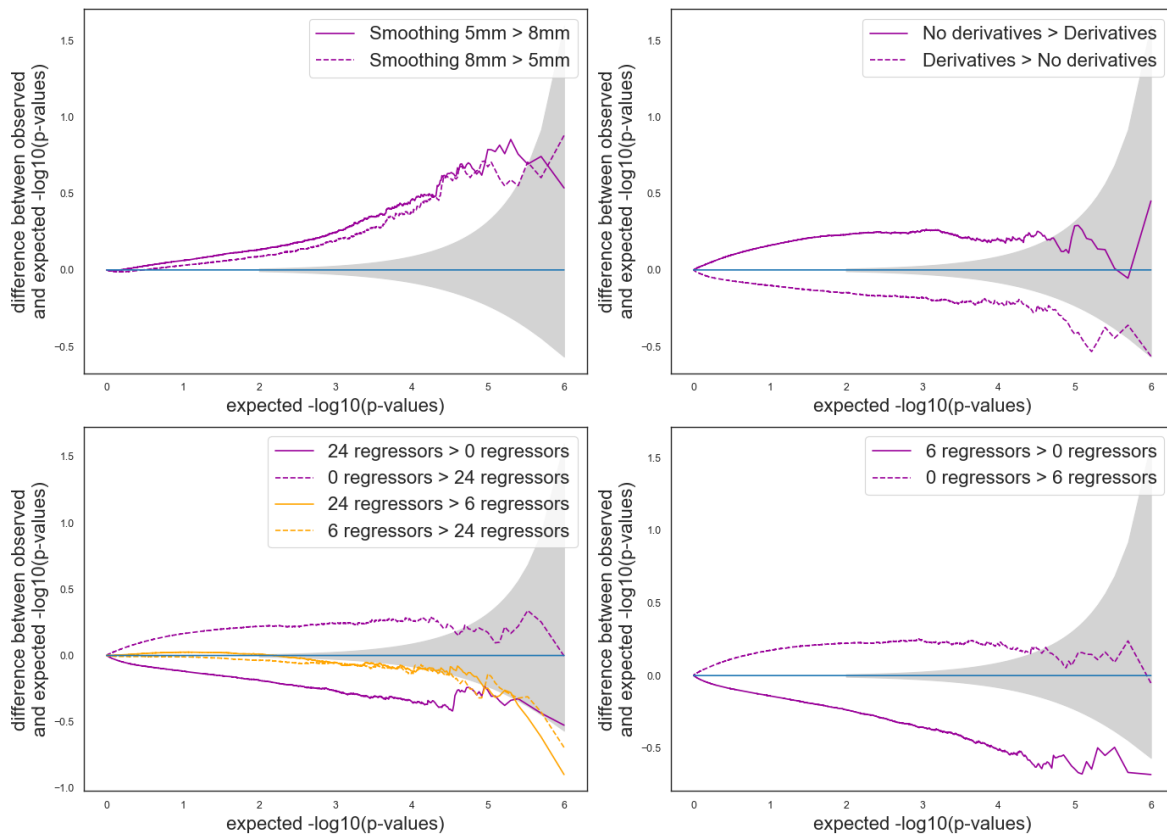 Smoothing 5mm > 8mm
Smoothing 8mm > 5mm
difference between observed
and expected -log10(p-values)
1.5
1.0
0.5
0.0
−0.5
0 1 2 3 4 5 6
expected -log10(p-values)
No derivatives > Derivatives
Derivatives > No derivatives
difference between observed
and expected -log10(p-values)
1.5
1.0
0.5
0.0
−0.5
0 1 2 3 4 5 6
expected -log10(p-values)
24 regressors > 0 regressors
0 regressors > 24 regressors
24 regressors > 6 regressors
6 regressors > 24 regressors
difference between observed
and expected -log10(p-values)
1.5
1.0
0.5
0.0
−0.5
−1.0
0 1 2 3 4 5 6
expected -log10(p-values)
6 regressors > 0 regressors
0 regressors > 6 regressors
difference between observed
and expected -log10(p-values)
1.5
1.0
0.5
0.0
−0.5
0 1 2 3 4 5 6
expected -log10(p-values)